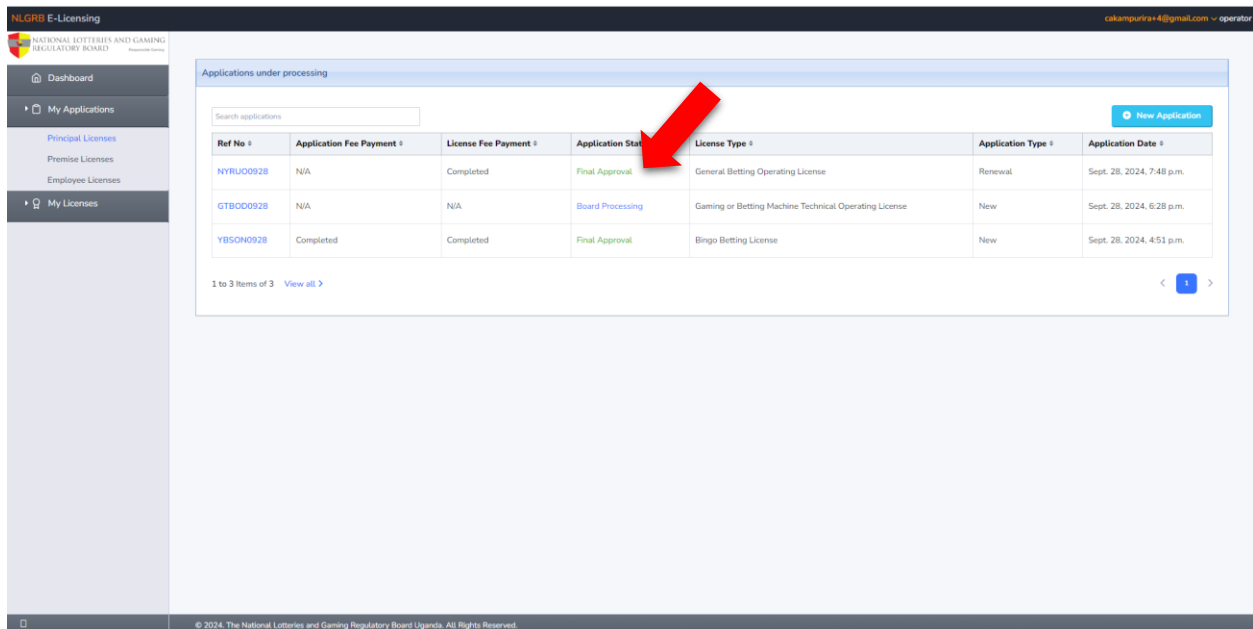 NLGRB E-Licensing
cakampurira+4@gmail.com operator
NATIONAL LOTTERIES AND GAMING
REGULATORY BOARD
Dashboard
My Applications
Principal Licenses
Premise Licenses
Employee Licenses
My Licenses
Applications under processing
Search applications
New Application
Ref No Application Fee Payment License Fee Payment Application Stat License Type Application Type Application Date
NYRUO0928 N/A Completed Final Approval General Betting Operating License Renewal Sept. 28, 2024, 7:48 p.m.
GTBOD0928 N/A N/A Board Processing Gaming or Betting Machine Technical Operating License New Sept. 28, 2024, 6:28 p.m.
YBSON0928 Completed Completed Final Approval Bingo Betting License New Sept. 28, 2024, 4:51 p.m.
1 to 3 Items of 3 View all >
< 1 >
© 2024. The National Lotteries and Gaming Regulatory Board Uganda. All Rights Reserved.